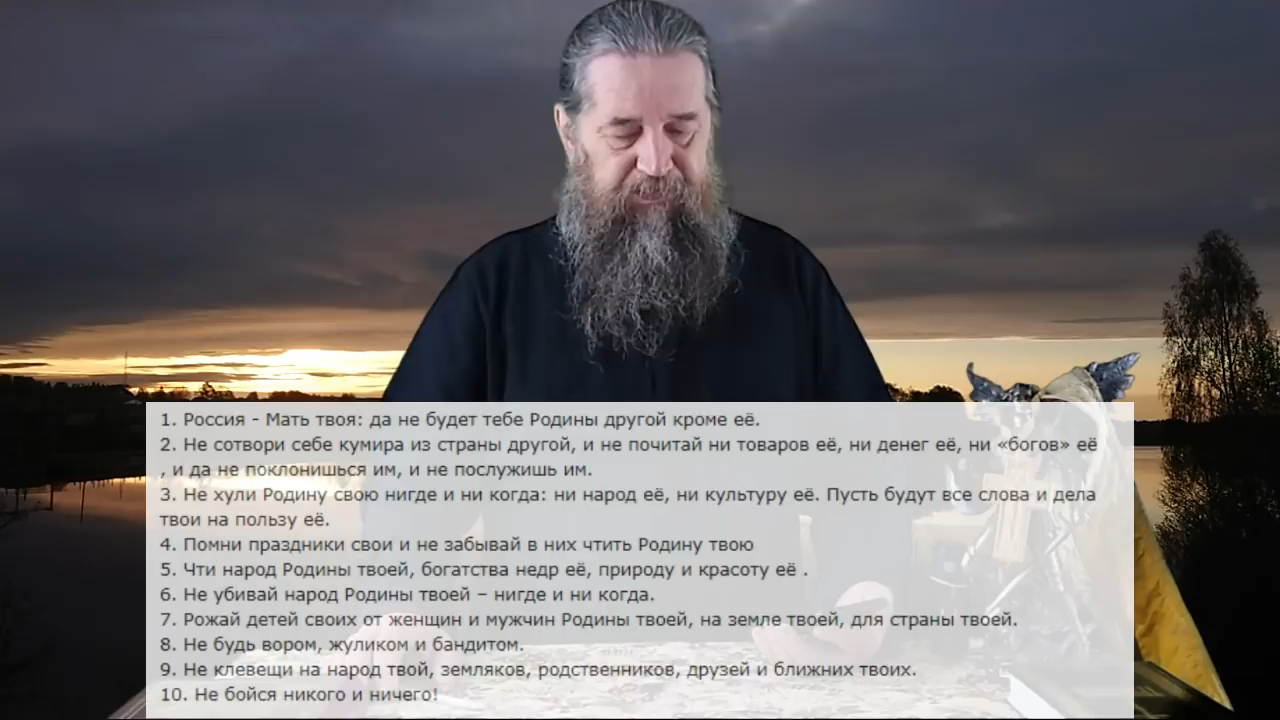 1. Россия - Мать твоя: да не будет тебе Родины другой кроме её.
2. Не сотвори себе кумира из страны другой, и не почитай ни товаров её, ни денег её, ни «богов» её
, и да не поклонишься им, и не послужишь им.
3. Не хули Родину свою нигде и ни когда: ни народ её, ни культуру её. Пусть будут все слова и дела
твои на пользу её.
4. Помни праздники свои и не забывай в них чтить Родину твою
5. Чти народ Родины твоей, богатства недр её, природу и красоту её .
6. Не убивай народ Родины твоей – нигде и ни когда.
7. Рожай детей своих от женщин и мужчин Родины твоей, на земле твоей, для страны твоей.
8. Не будь вором, жуликом и бандитом.
9. Не клевещи на народ твой, земляков, родственников, друзей и ближних твоих.
10. Не бойся никого и ничего!